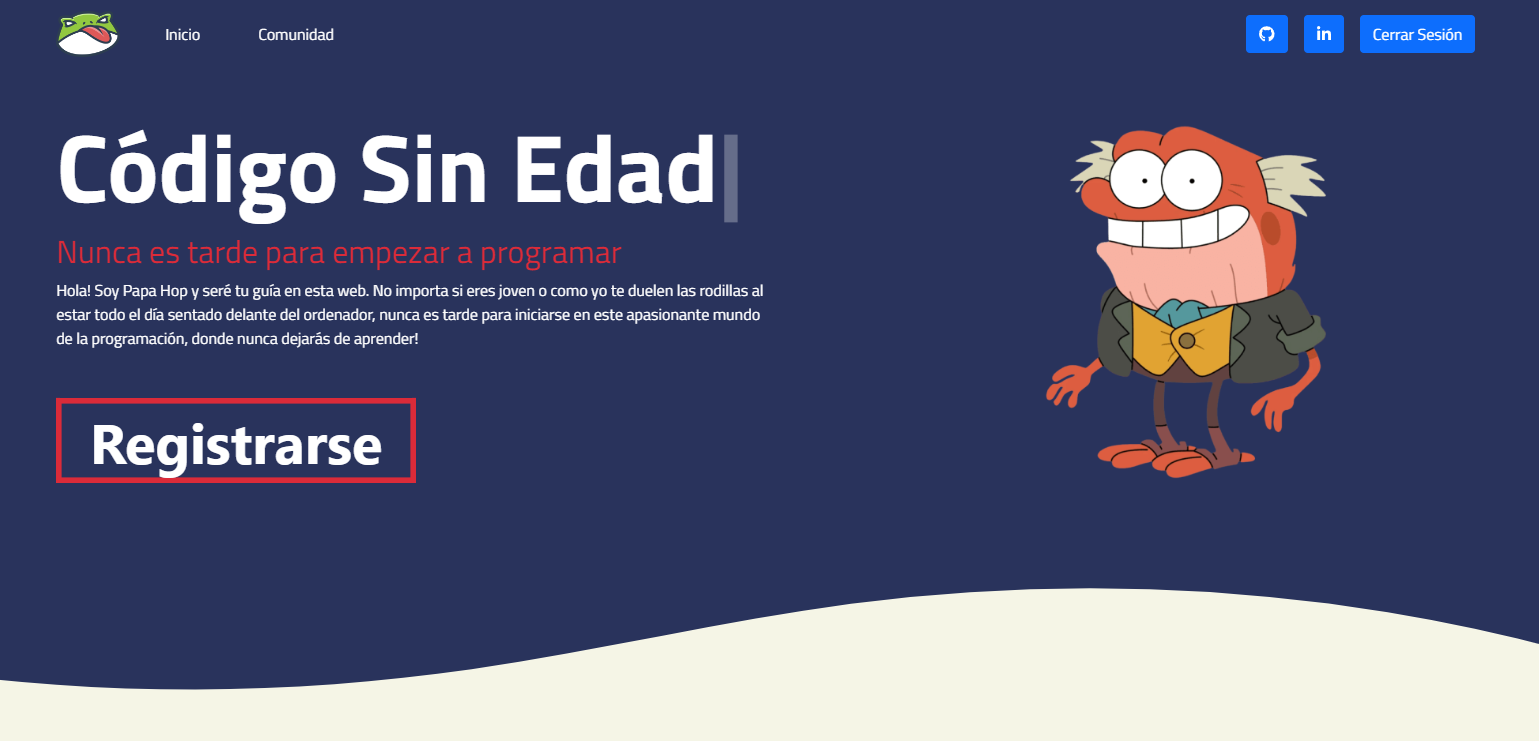 Inicio
Comunidad
in
Cerrar Sesión
Código Sin Edad|
Nunca es tarde para empezar a programar
Hola! Soy Papa Hop y seré tu guía en esta web. No importa si eres joven o como yo te duelen las rodillas al
estar todo el día sentado delante del ordenador, nunca es tarde para iniciarse en este apasionante mundo
de la programación, donde nunca dejarás de aprender!
Registrarse